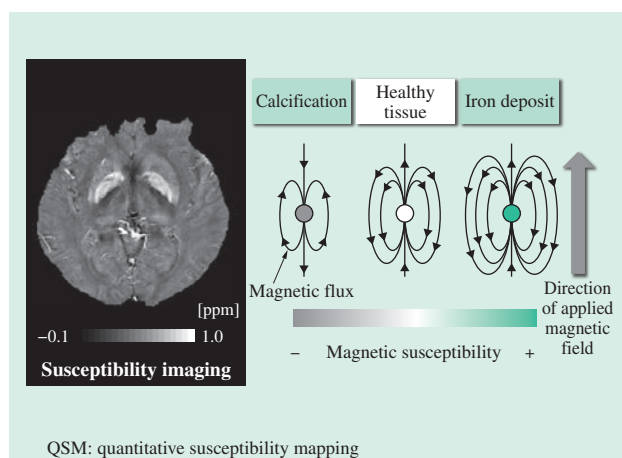 Calcification
Healthy
tissue
Iron deposit
Magnetic flux
[ppm]
−0.1
1.0
Susceptibility imaging
Direction
of applied
magnetic
field
− Magnetic susceptibility +
QSM: quantitative susceptibility mapping